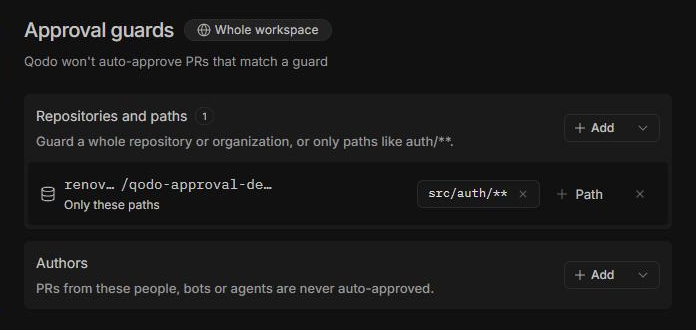 Approval guards
Whole workspace
Qodo won't auto-approve PRs that match a guard
Repositories and paths 1
Guard a whole repository or organization, or only paths like auth/**.
+ Add
renov… /qodo-approval-de…
Only these paths
src/auth/** ×
+ Path ×
Authors
PRs from these people, bots or agents are never auto-approved.
+ Add